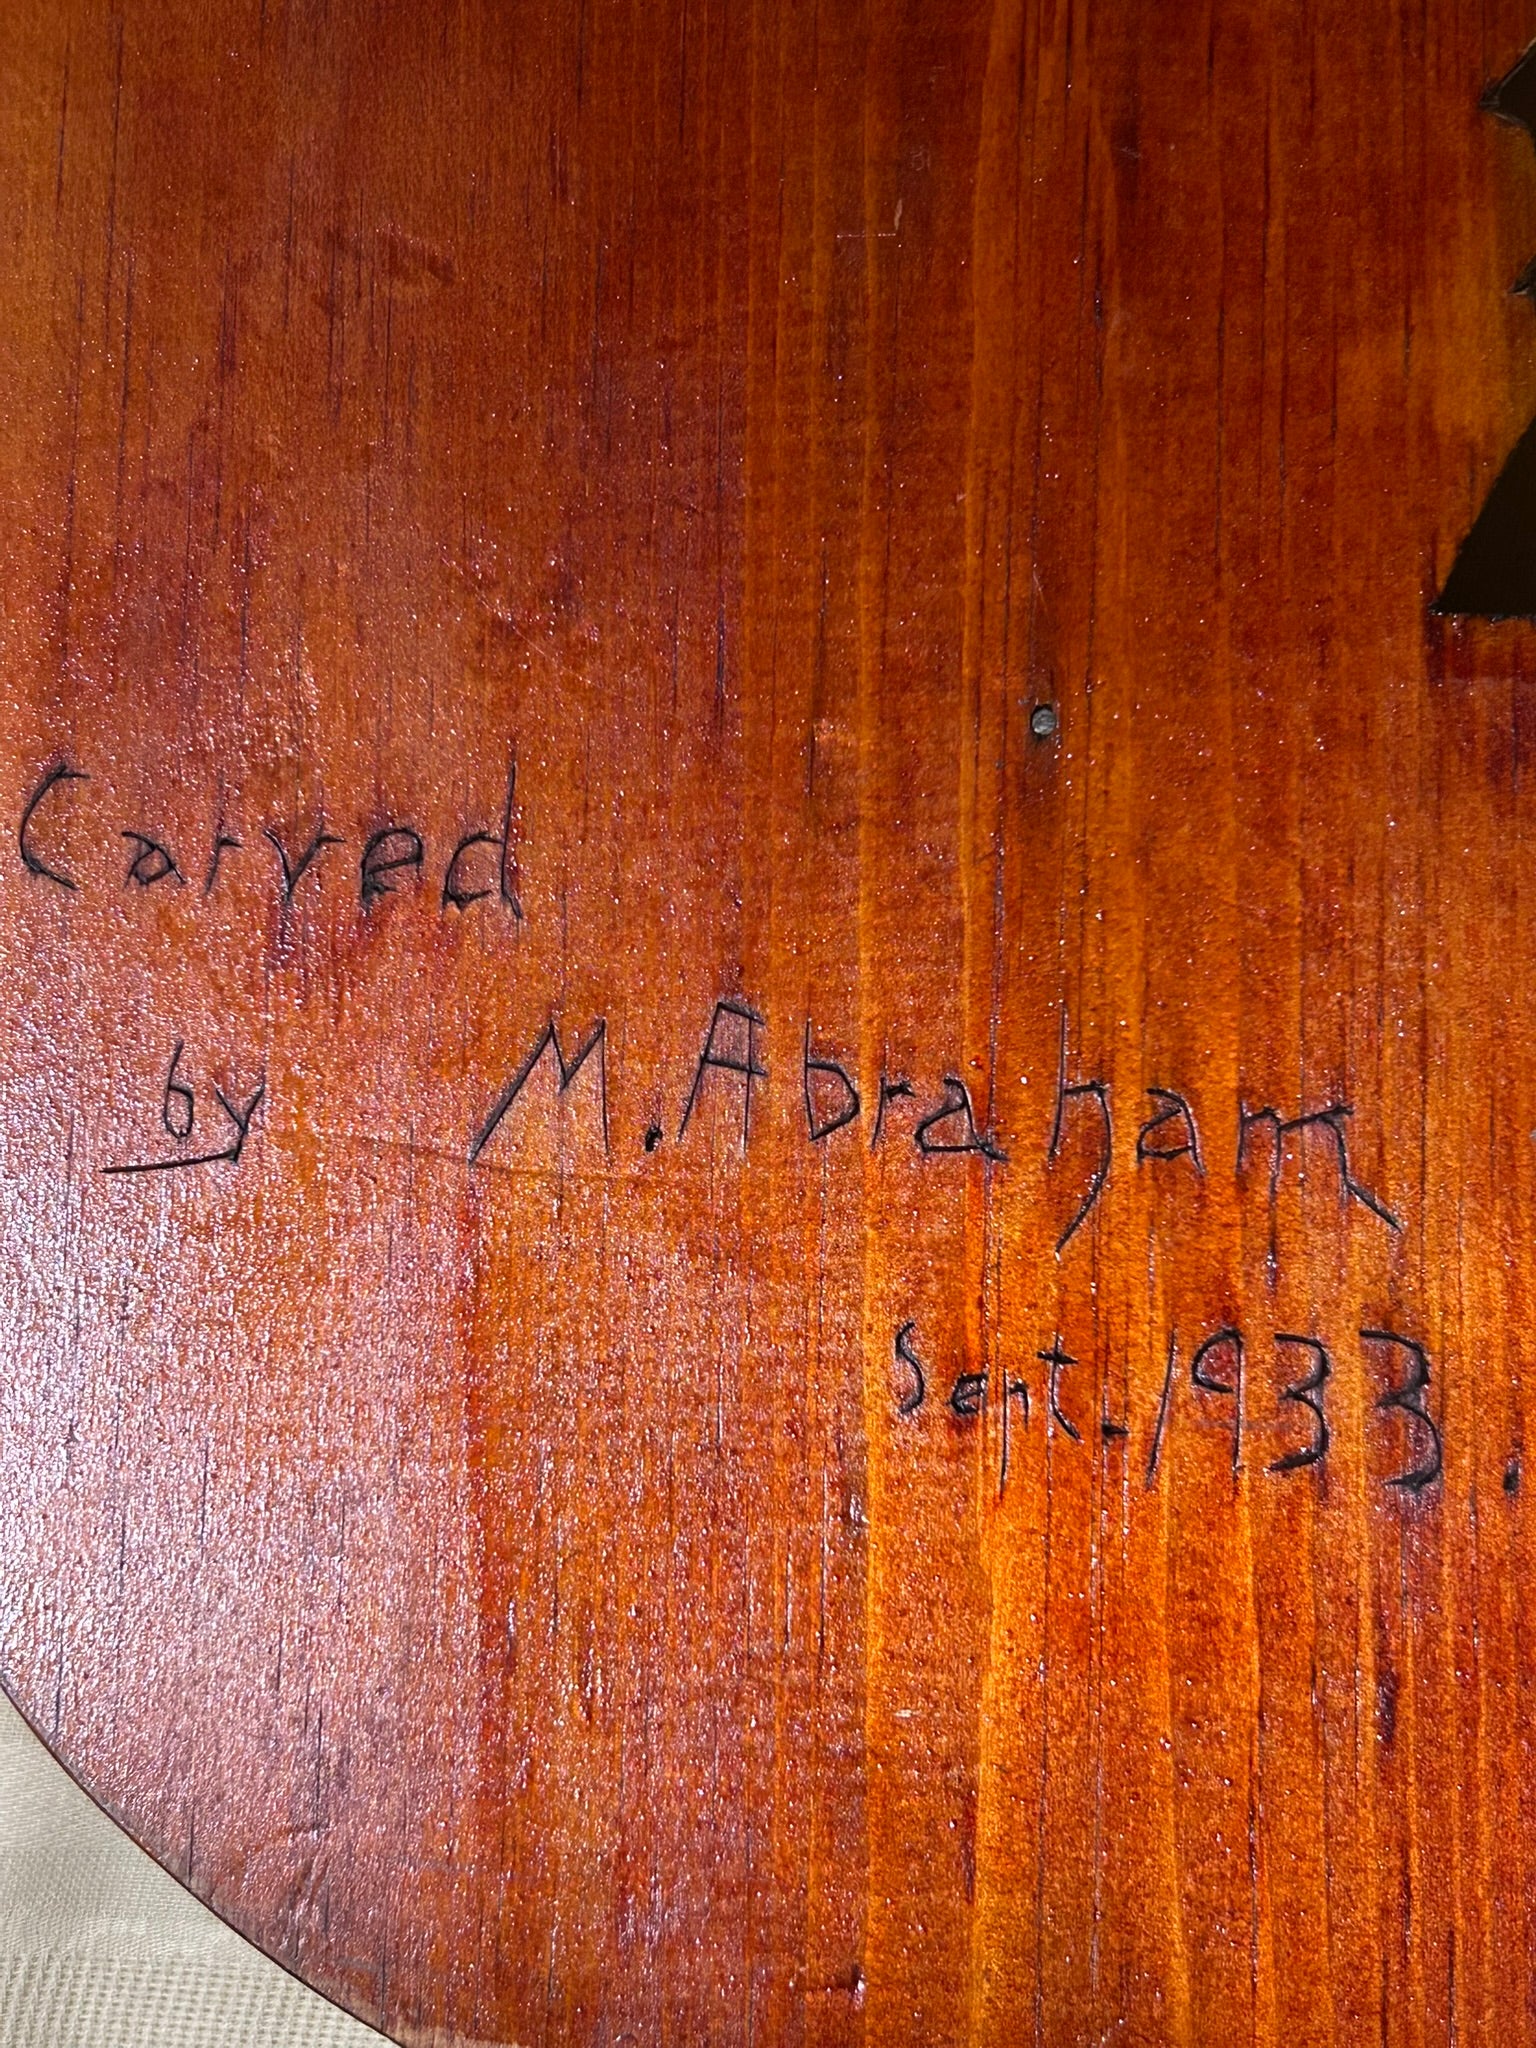 Carved
by M. Abraham
Sept. 1933.